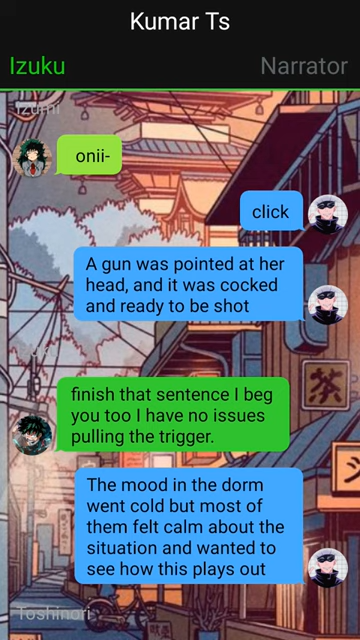 Kumar Ts
Izuku
Narrator
Izumi
onii-
click
A gun was pointed at her
head, and it was cocked
and ready to be shot
finish that sentence I beg
you too I have no issues
pulling the trigger.
The mood in the dorm
went cold but most of
them felt calm about the
situation and wanted to
see how this plays out
Toshinori